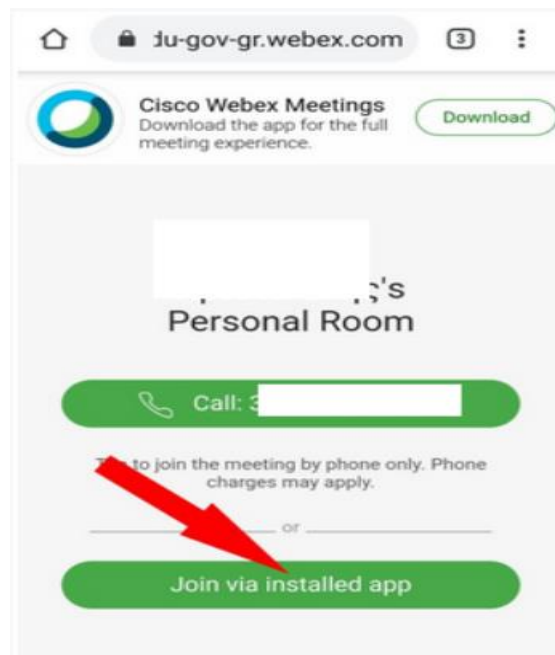 du-gov-gr.webex.com 3
Cisco Webex Meetings
Download the app for the full
meeting experience.
Download
ς's
Personal Room
Call: 3
to join the meeting by phone only. Phone
charges may apply.
or
Join via installed app